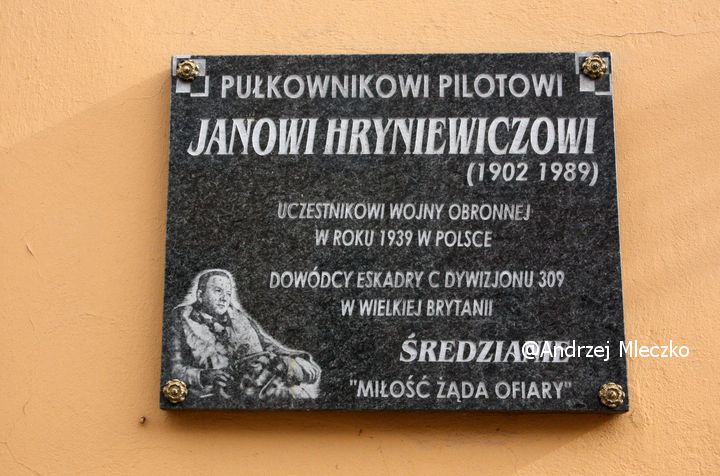 PUŁKOWNIKOWI PILOTOWI
JANOWI HRYNIEWICZOWI
(1902 1989)
UCZESTNIKOWI WOJNY OBRONNEJ
W ROKU 1939 W POLSCE
DOWÓDCY ESKADRY C DYWIZJONU 309
W WIELKIEJ BRYTANII
ŚREDZIANIE
@Andrzej Mleczko
"MIŁOŚĆ ŻĄDA OFIARY"